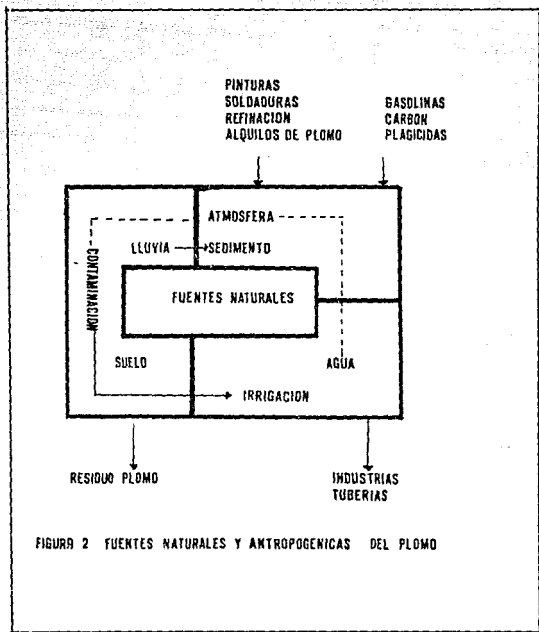 PINTURAS
SOLDADURAS
REFINACION
ALQUILOS DE PLOMO
GASOLINAS
CARBON
PLAGICIDAS
ATMOSFERA
LLUVIA
SEDIMENTO
CONTAMINACION
FUENTES NATURALES
SUELO
AGUA
IRRIGACION
RESIDUO PLOMO
INDUSTRIAS
TUBERIAS
FIGURA 2 FUENTES NATURALES Y ANTROPOGENICAS DEL PLOMO